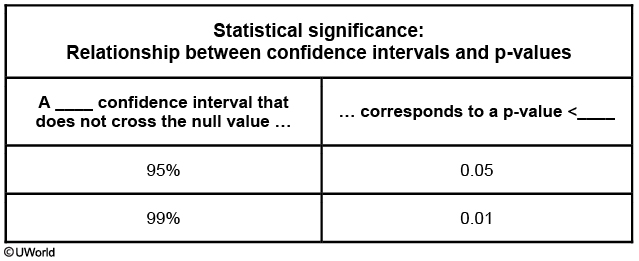 Statistical significance:
Relationship between confidence intervals and p-values
A ____ confidence interval that
does not cross the null value …
… corresponds to a p-value <____
95%
0.05
99%
0.01
©UWorld